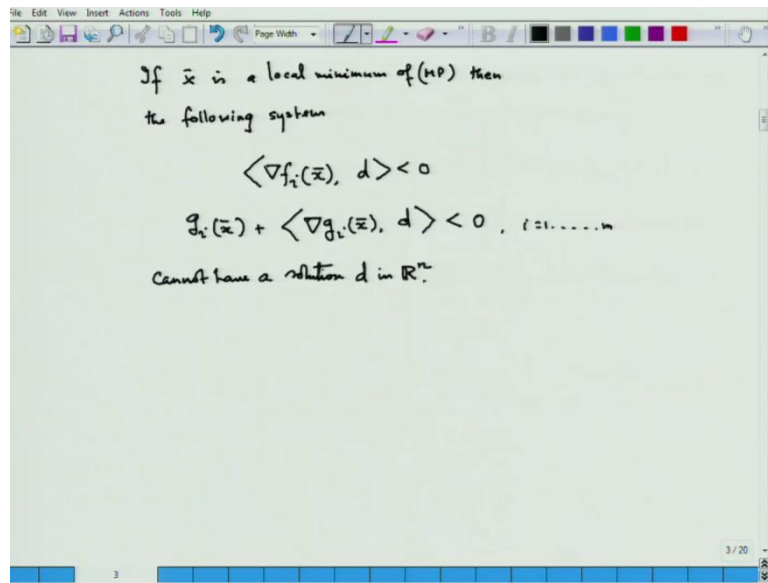 File Edit View Insert Actions Tools Help
Page Width
B I
If x̄ is a local minimum of (MP) then
the following system
⟨∇fᵢ(x̄), d⟩ < 0
gᵢ(x̄) + ⟨∇gᵢ(x̄), d⟩ < 0, i=1.....m
Cannot have a solution d in ℝⁿ.
3/20
3